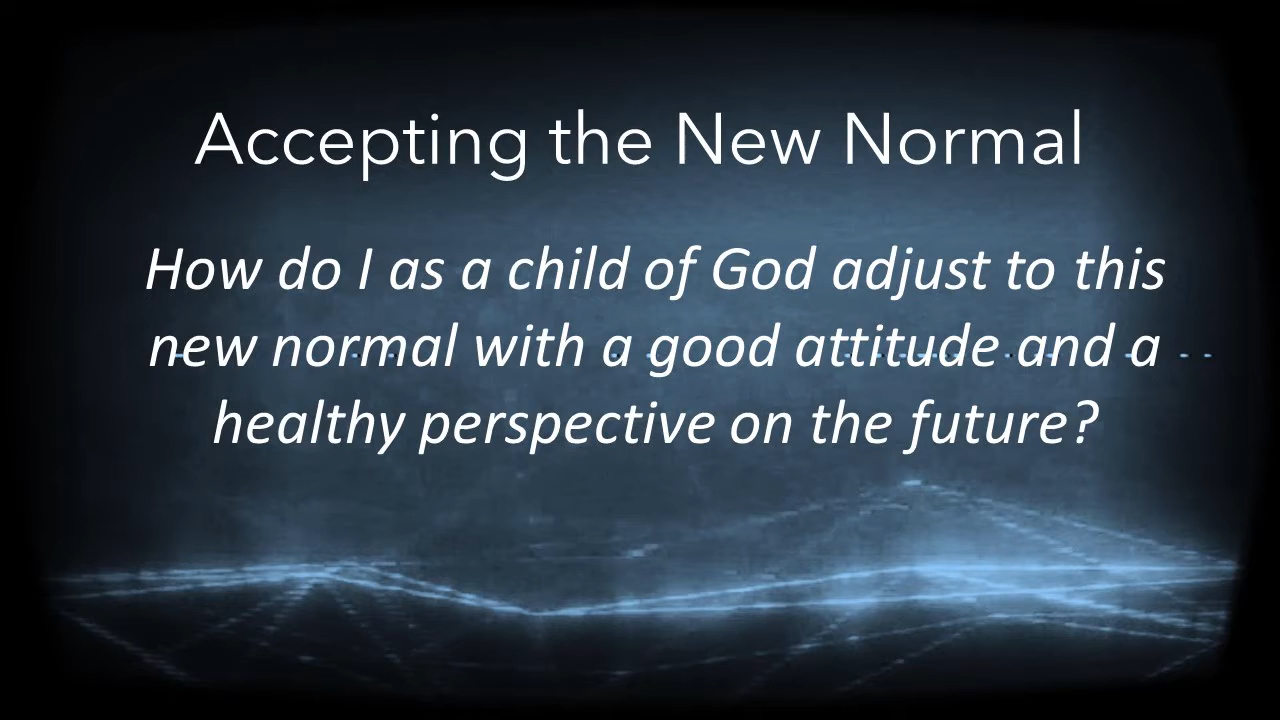 Accepting the New Normal
How do I as a child of God adjust to this
new normal with a good attitude and a
healthy perspective on the future?